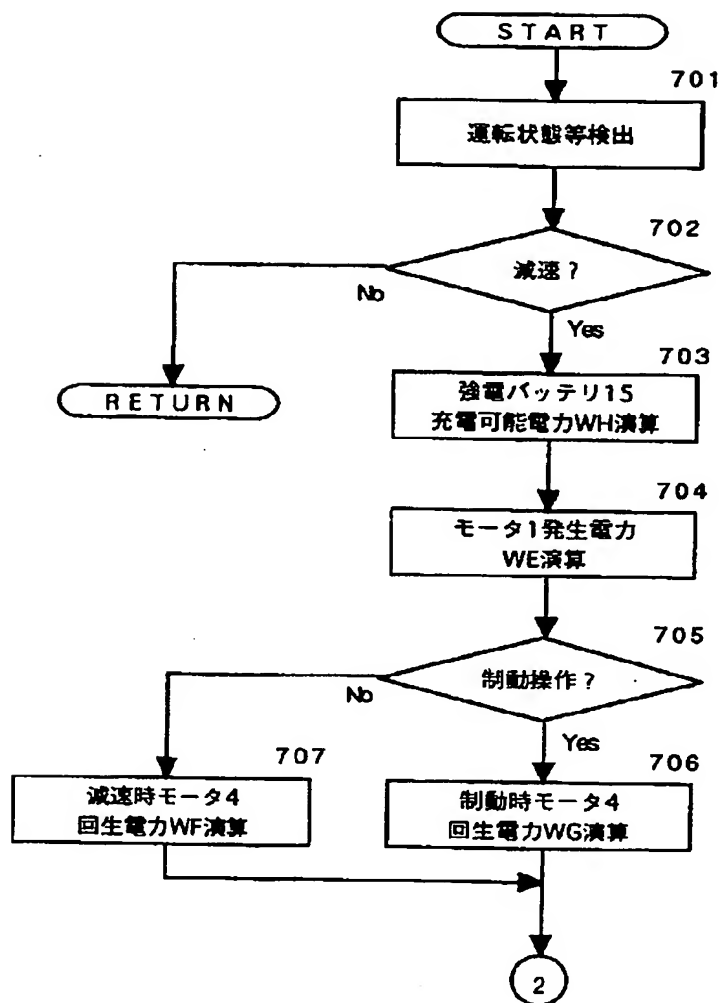 START
701
運転状態等検出
702
減速?
No
Yes
RETURN
703
強電バッテリ15
充電可能電力WH演算
704
モータ1発生電力
WE演算
705
制動操作?
No
Yes
707
減速時モータ4
回生電力WF演算
706
制動時モータ4
回生電力WG演算
2